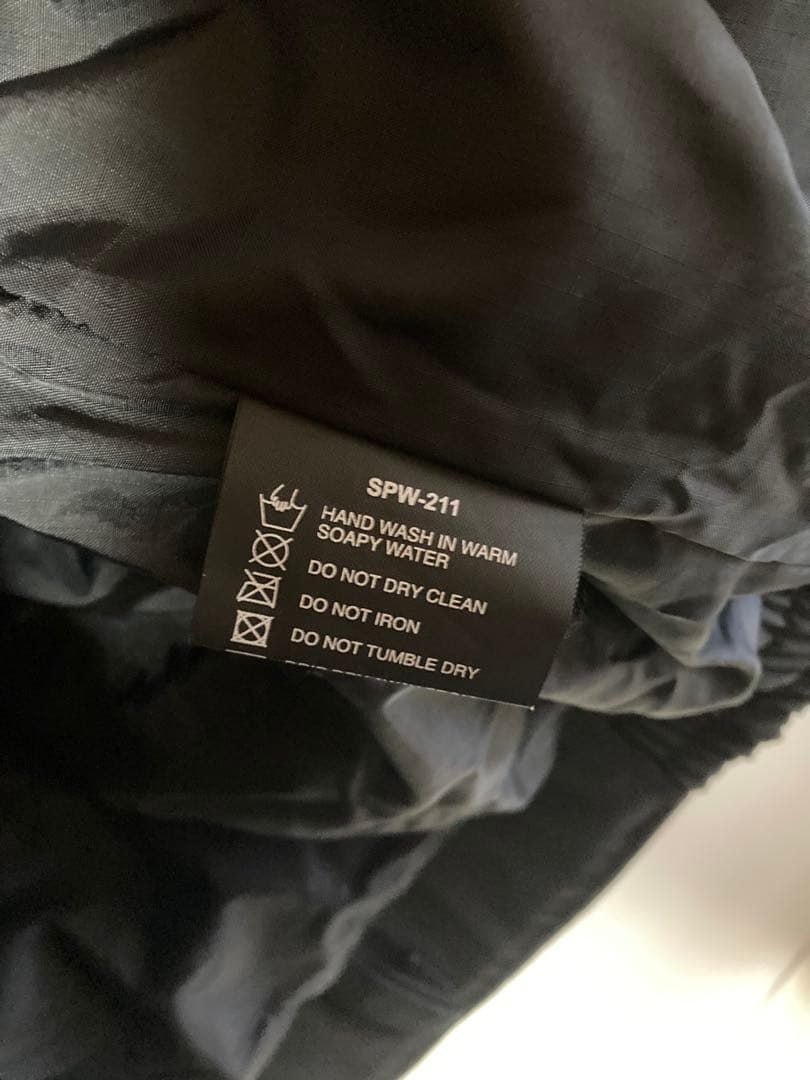 SPW-211
HAND WASH IN WARM
SOAPY WATER
DO NOT DRY CLEAN
DO NOT IRON
DO NOT TUMBLE DRY